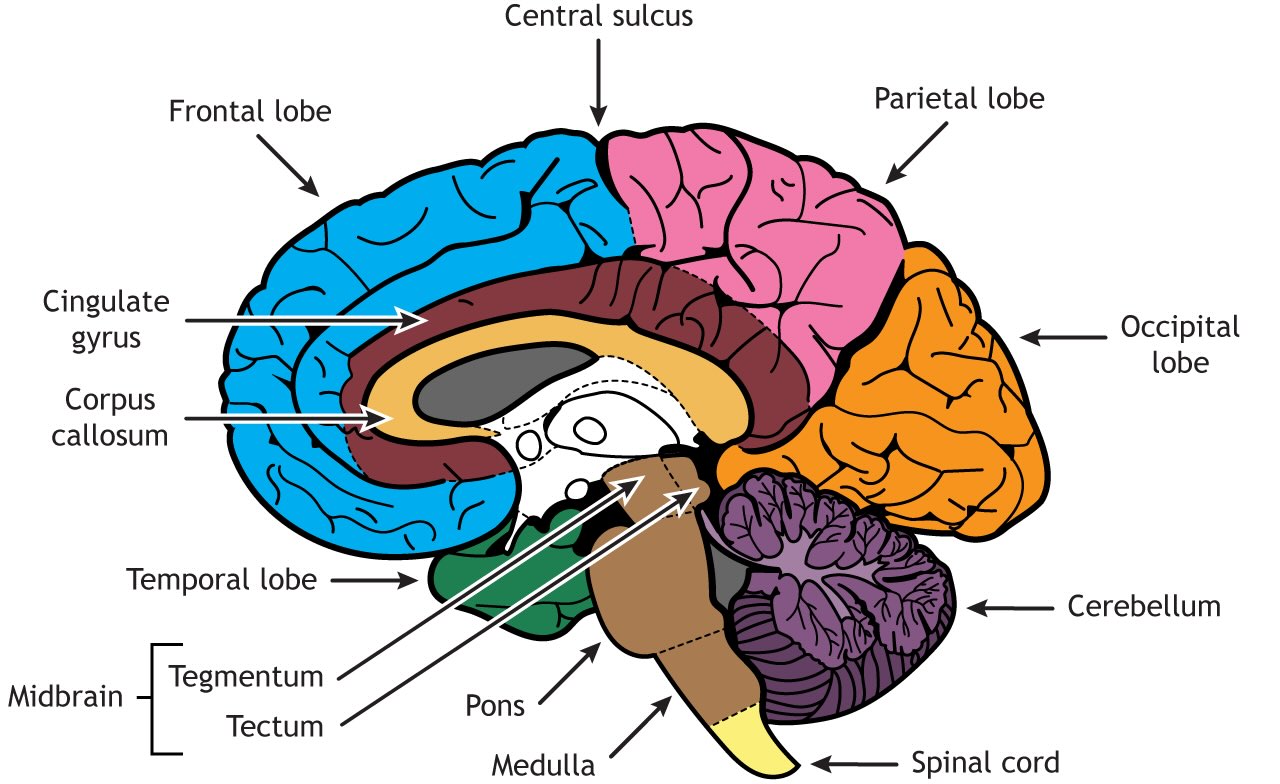 Central sulcus
Frontal lobe
Parietal lobe
Cingulate
gyrus
Occipital
lobe
Corpus
callosum
Temporal lobe
Cerebellum
Midbrain
Tegmentum
Tectum
Pons
Medulla
Spinal cord